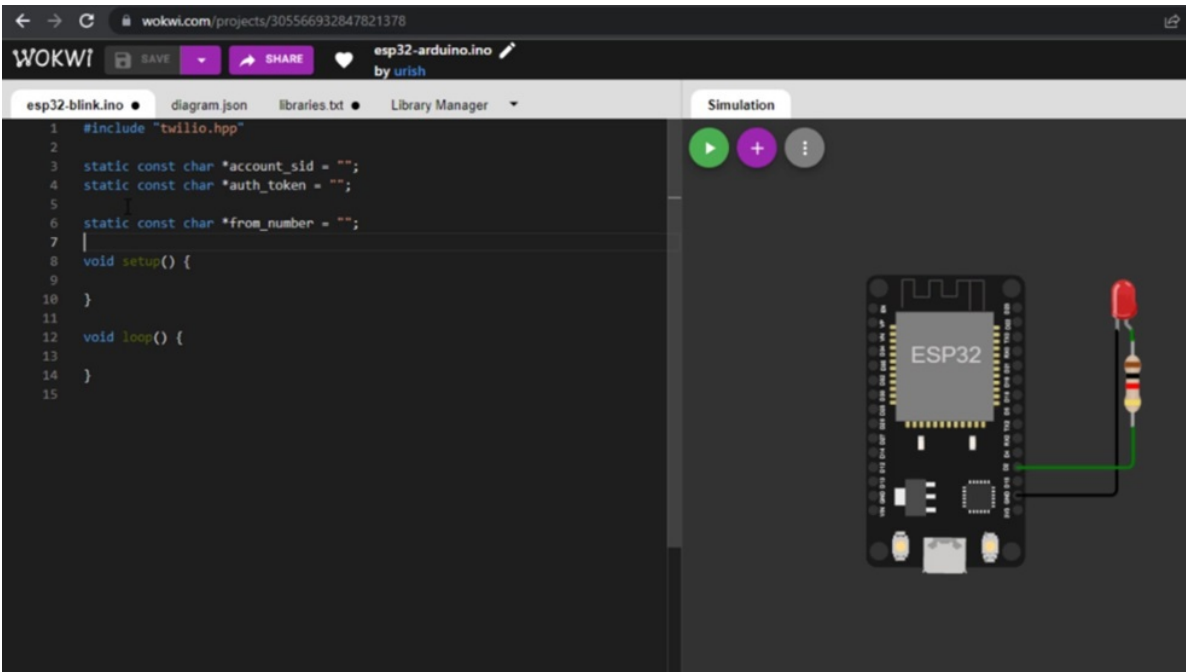 wokwi.com/projects/305566932847821378
WOKWI SAVE SHARE esp32-arduino.ino
by urish
esp32-blink.ino ● diagram.json libraries.txt ● Library Manager
Simulation
1 #include "twilio.hpp"
2
3 static const char *account_sid = "";
4 static const char *auth_token = "";
5
6 static const char *from_number = "";
7
8 void setup() {
9
10 }
11
12 void loop() {
13
14 }
15
ESP32